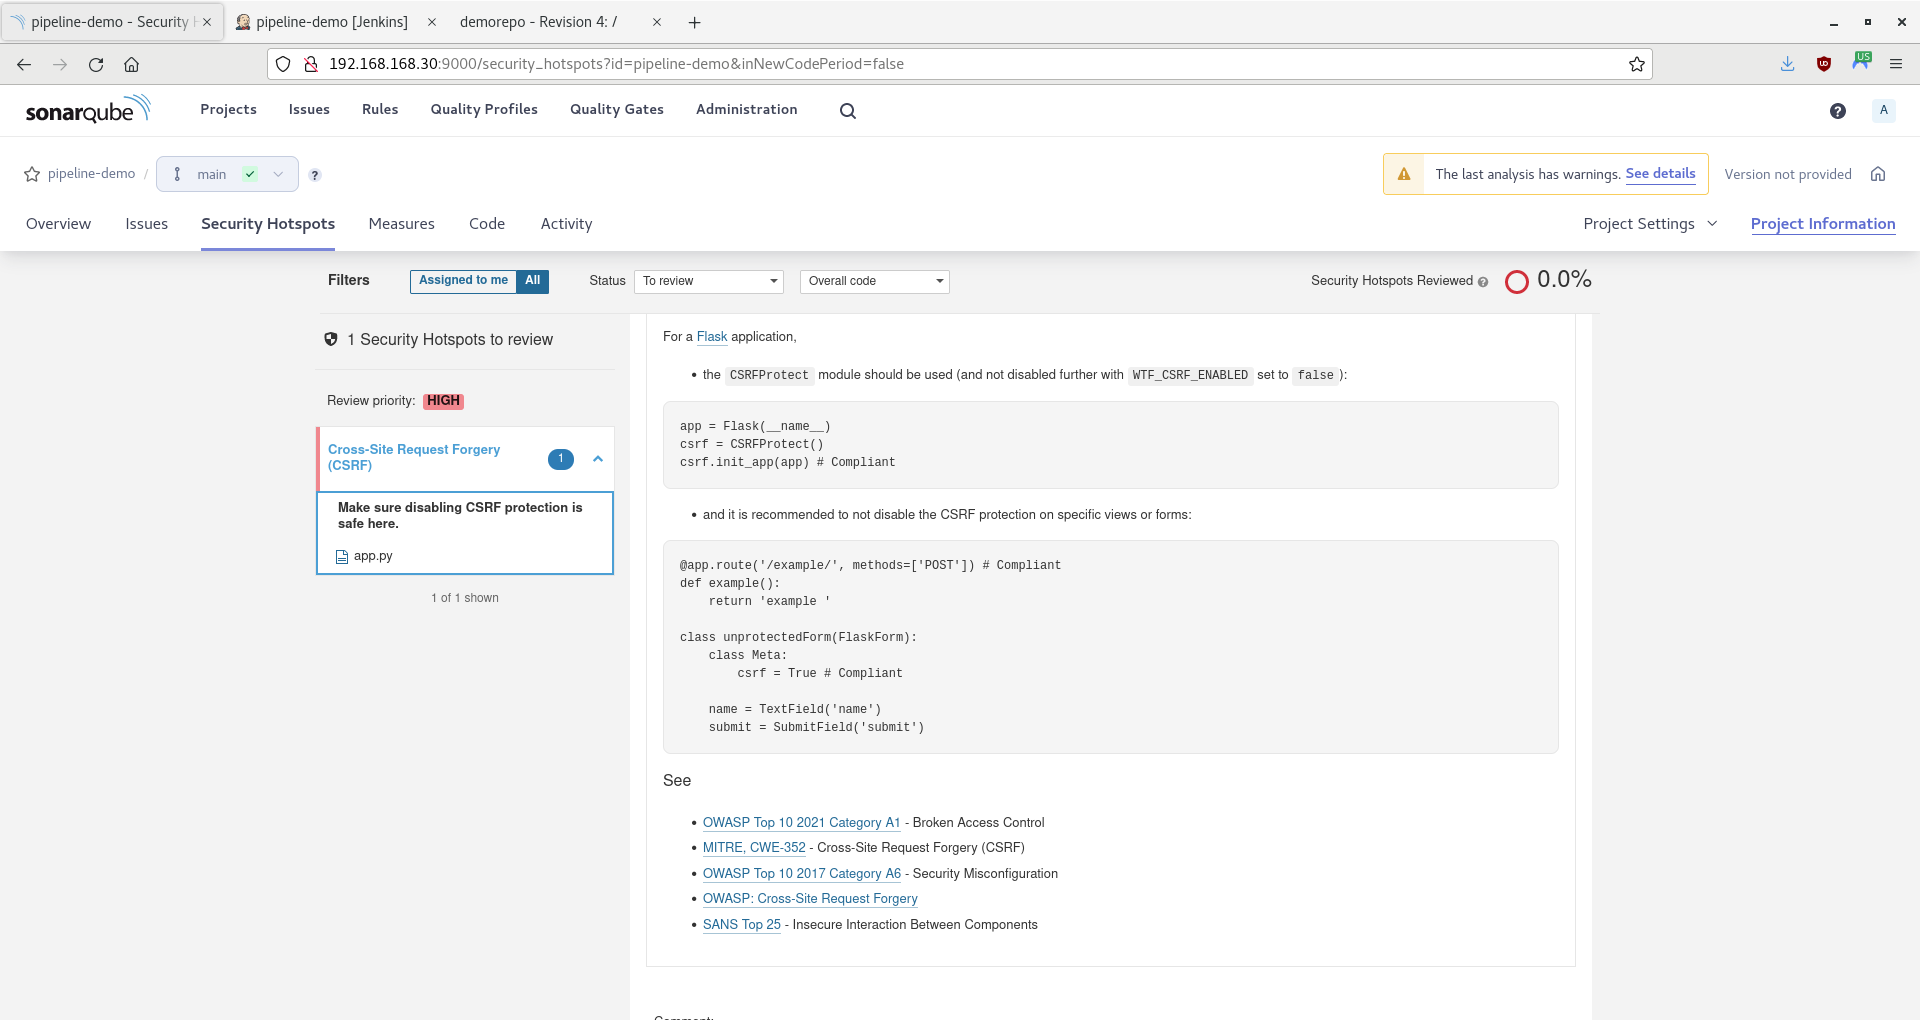 pipeline-demo - Security
pipeline-demo [Jenkins]
demorepo - Revision 4: /
192.168.168.30:9000/security_hotspots?id=pipeline-demo&inNewCodePeriod=false
UD
US
sonarqube
Projects
Issues
Rules
Quality Profiles
Quality Gates
Administration
?
A
pipeline-demo /
main
?
The last analysis has warnings. See details
Version not provided
Overview
Issues
Security Hotspots
Measures
Code
Activity
Project Settings
Project Information
Filters
Assigned to me
All
Status
To review
Overall code
Security Hotspots Reviewed
?
0.0%
1 Security Hotspots to review
Review priority: HIGH
Cross-Site Request Forgery
(CSRF)
1
Make sure disabling CSRF protection is
safe here.
app.py
1 of 1 shown
For a Flask application,
• the CSRFProtect module should be used (and not disabled further with WTF_CSRF_ENABLED set to false ):
app = Flask(__name__)
csrf = CSRFProtect()
csrf.init_app(app) # Compliant
• and it is recommended to not disable the CSRF protection on specific views or forms:
@app.route('/example/', methods=['POST']) # Compliant
def example():
    return 'example '
class unprotectedForm(FlaskForm):
    class Meta:
        csrf = True # Compliant
    name = TextField('name')
    submit = SubmitField('submit')
See
• OWASP Top 10 2021 Category A1 - Broken Access Control
• MITRE, CWE-352 - Cross-Site Request Forgery (CSRF)
• OWASP Top 10 2017 Category A6 - Security Misconfiguration
• OWASP: Cross-Site Request Forgery
• SANS Top 25 - Insecure Interaction Between Components